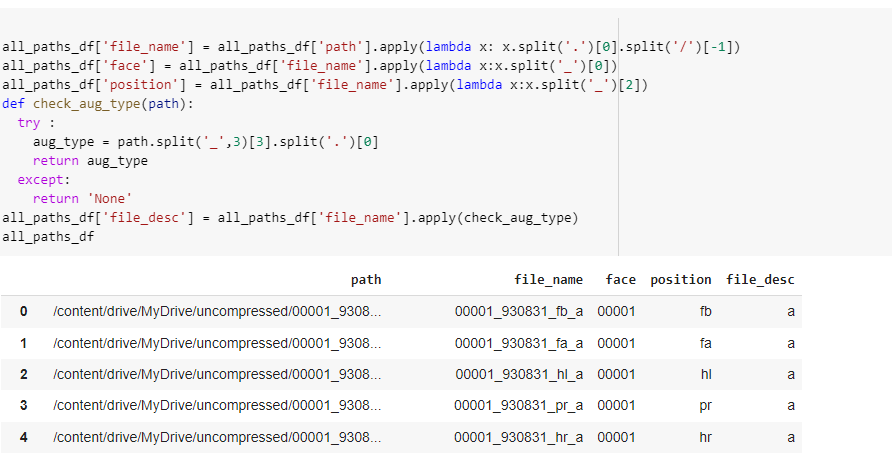 all_paths_df['file_name'] = all_paths_df['path'].apply(lambda x: x.split('.')[0].split('/')[-1])
all_paths_df['face'] = all_paths_df['file_name'].apply(lambda x:x.split('_')[0])
all_paths_df['position'] = all_paths_df['file_name'].apply(lambda x:x.split('_')[2])
def check_aug_type(path):
  try :
    aug_type = path.split('_',3)[3].split('.')[0]
    return aug_type
  except:
    return 'None'
all_paths_df['file_desc'] = all_paths_df['file_name'].apply(check_aug_type)
all_paths_df
path file_name face position file_desc
0 /content/drive/MyDrive/uncompressed/00001_9308... 00001_930831_fb_a 00001 fb a
1 /content/drive/MyDrive/uncompressed/00001_9308... 00001_930831_fa_a 00001 fa a
2 /content/drive/MyDrive/uncompressed/00001_9308... 00001_930831_hl_a 00001 hl a
3 /content/drive/MyDrive/uncompressed/00001_9308... 00001_930831_pr_a 00001 pr a
4 /content/drive/MyDrive/uncompressed/00001_9308... 00001_930831_hr_a 00001 hr a